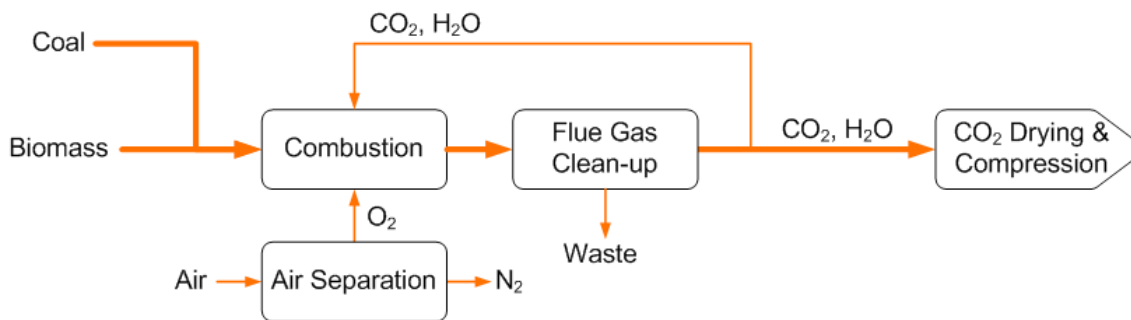 CO₂, H₂O
Coal
Biomass
Combustion
Flue Gas
Clean-up
CO₂, H₂O
CO₂ Drying &
Compression
O₂
Waste
Air
Air Separation
N₂